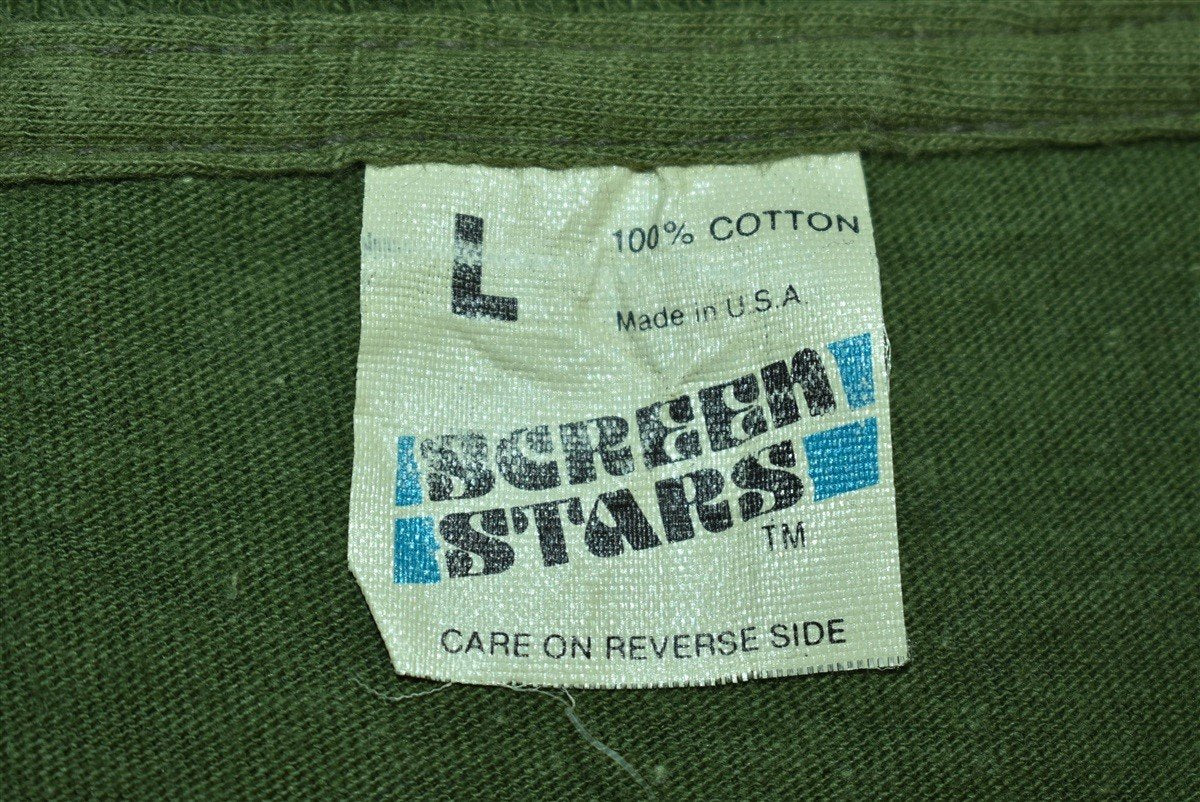 L
100% COTTON
Made in U.S.A
SCREEN
STARS
TM
CARE ON REVERSE SIDE